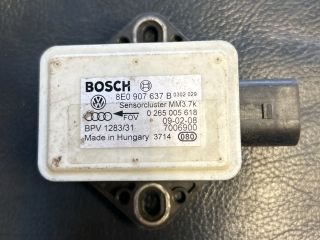 BOSCH
8E0 907 637 B 0302 029
Sensorcluster MM3.7k
FOV 0 265 005 618
09-02-08
BPV 1283/31 7006900
Made in Hungary 3714 080